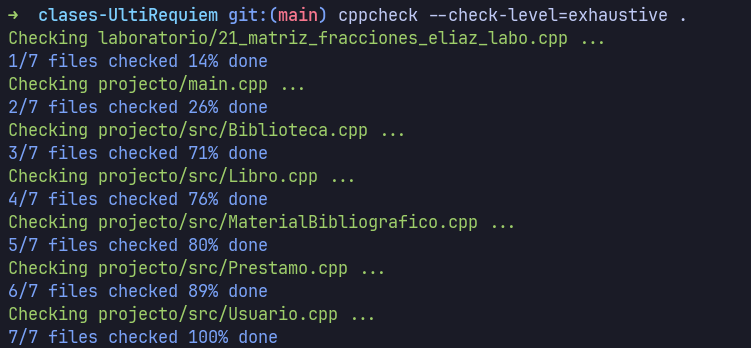 → clases-UltiRequiem git:(main) cppcheck --check-level=exhaustive .
Checking laboratorio/21_matriz_fracciones_eliaz_labo.cpp ...
1/7 files checked 14% done
Checking projecto/main.cpp ...
2/7 files checked 26% done
Checking projecto/src/Biblioteca.cpp ...
3/7 files checked 71% done
Checking projecto/src/Libro.cpp ...
4/7 files checked 76% done
Checking projecto/src/MaterialBibliografico.cpp ...
5/7 files checked 80% done
Checking projecto/src/Prestamo.cpp ...
6/7 files checked 89% done
Checking projecto/src/Usuario.cpp ...
7/7 files checked 100% done